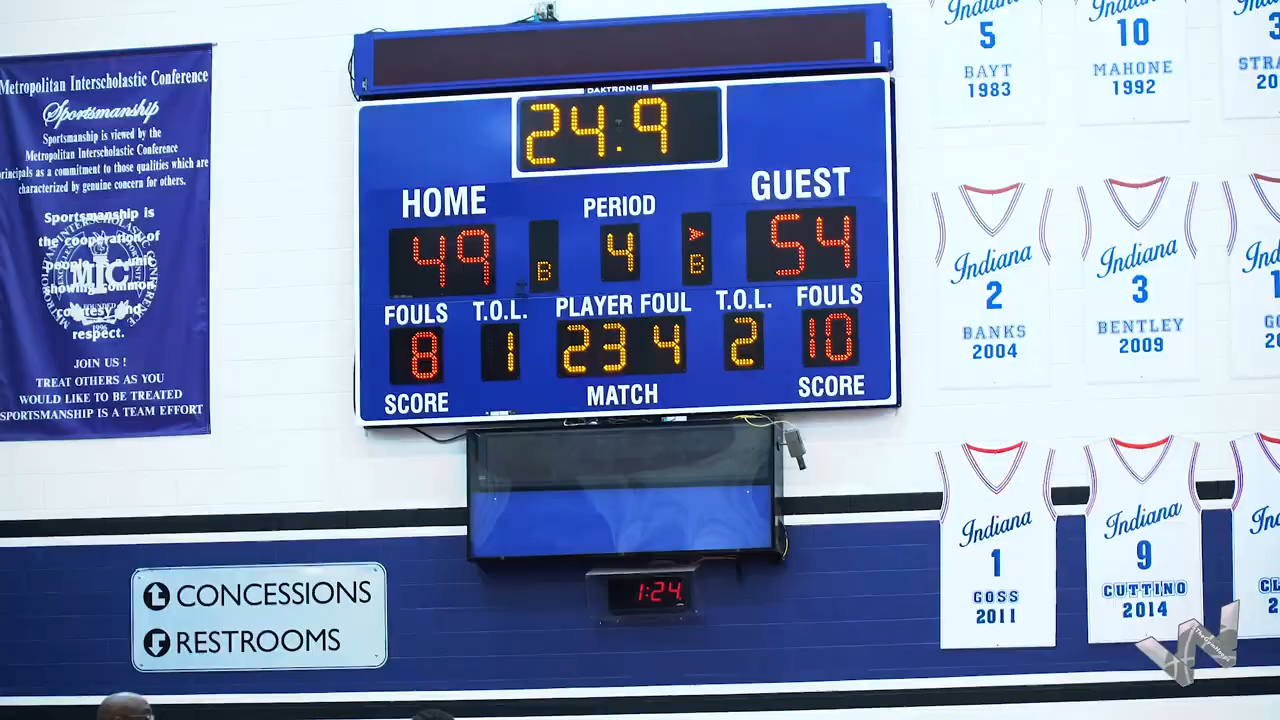 Metropolitan Interscholastic Conference
Sportsmanship
Sportsmanship is viewed by the
Metropolitan Interscholastic Conference
principals as a commitment to those qualities which are
characterized by genuine concern for others.
Sportsmanship is
the cooperation of
showing common
respect.
MIC
1996
JOIN US !
TREAT OTHERS AS YOU
WOULD LIKE TO BE TREATED
SPORTSMANSHIP IS A TEAM EFFORT
DAKTRONICS
24.9
HOME
PERIOD
GUEST
49
B
4
B
54
FOULS
T.O.L.
PLAYER FOUL
T.O.L.
FOULS
8
1
23 4
2
10
SCORE
MATCH
SCORE
1:24
CONCESSIONS
RESTROOMS
Indiana
5
BAYT
1983
Indiana
10
MAHONE
1992
Indiana
2
BANKS
2004
Indiana
3
BENTLEY
2009
Indiana
1
GOSS
2011
Indiana
9
CUTTINO
2014